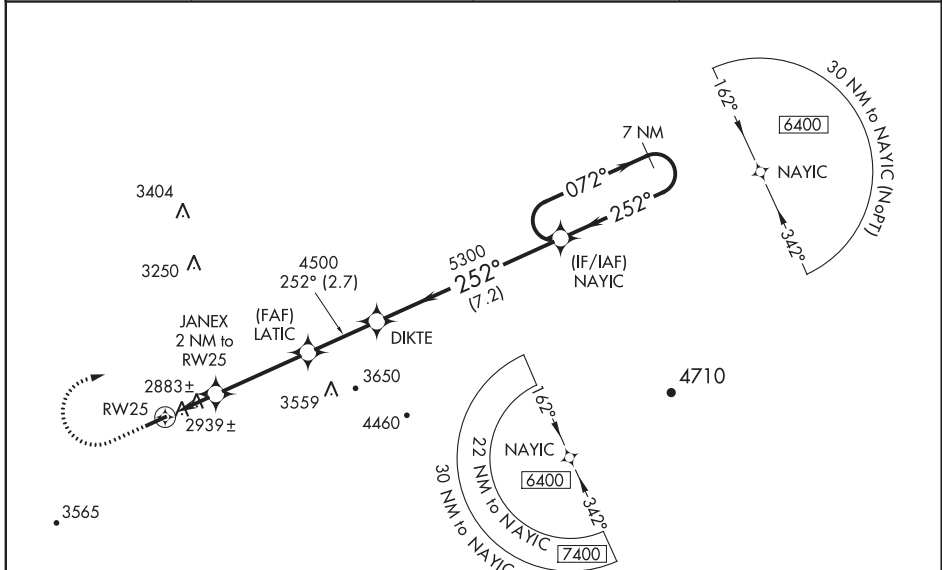 30 NM to NAYIC (NoPT)
162°
6400
NAYIC
342°
7 NM
072°
252°
(IF/IAF)
NAYIC
3404
3250
5300
252°
(7.2)
4500
252° (2.7)
(FAF)
LATIC
DIKTE
JANEX
2 NM to
RW25
2883±
RW25
2939±
3559
3650
4460
4710
3565
162°
NAYIC
6400
342°
22 NM to NAYIC
7400
30 NM to NAYIC